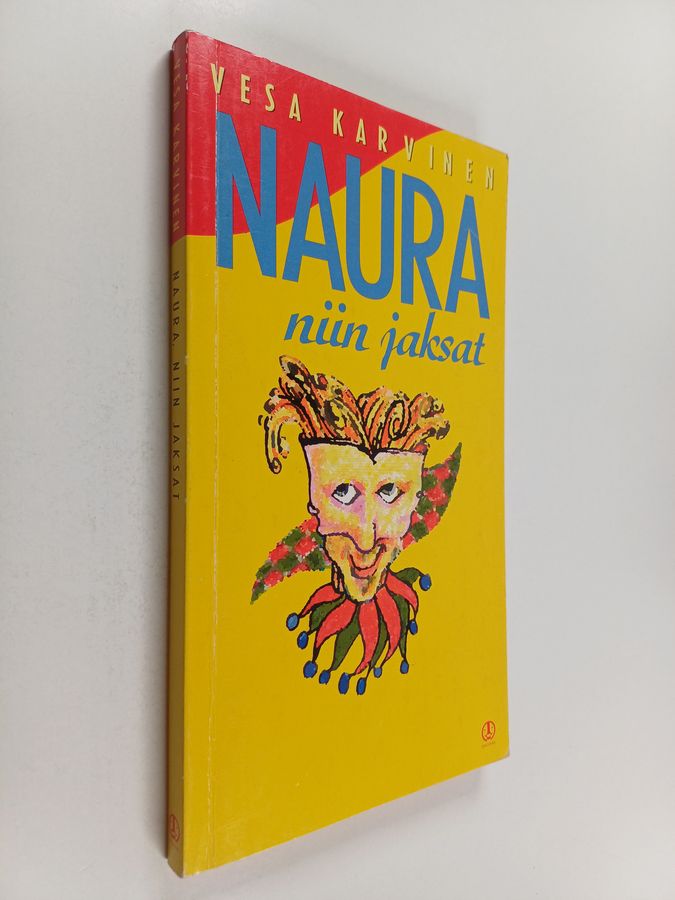 VESA KARVINEN
NAURA
niin jaksat
VESA KARVINEN NAURA, NIIN JAKSAT